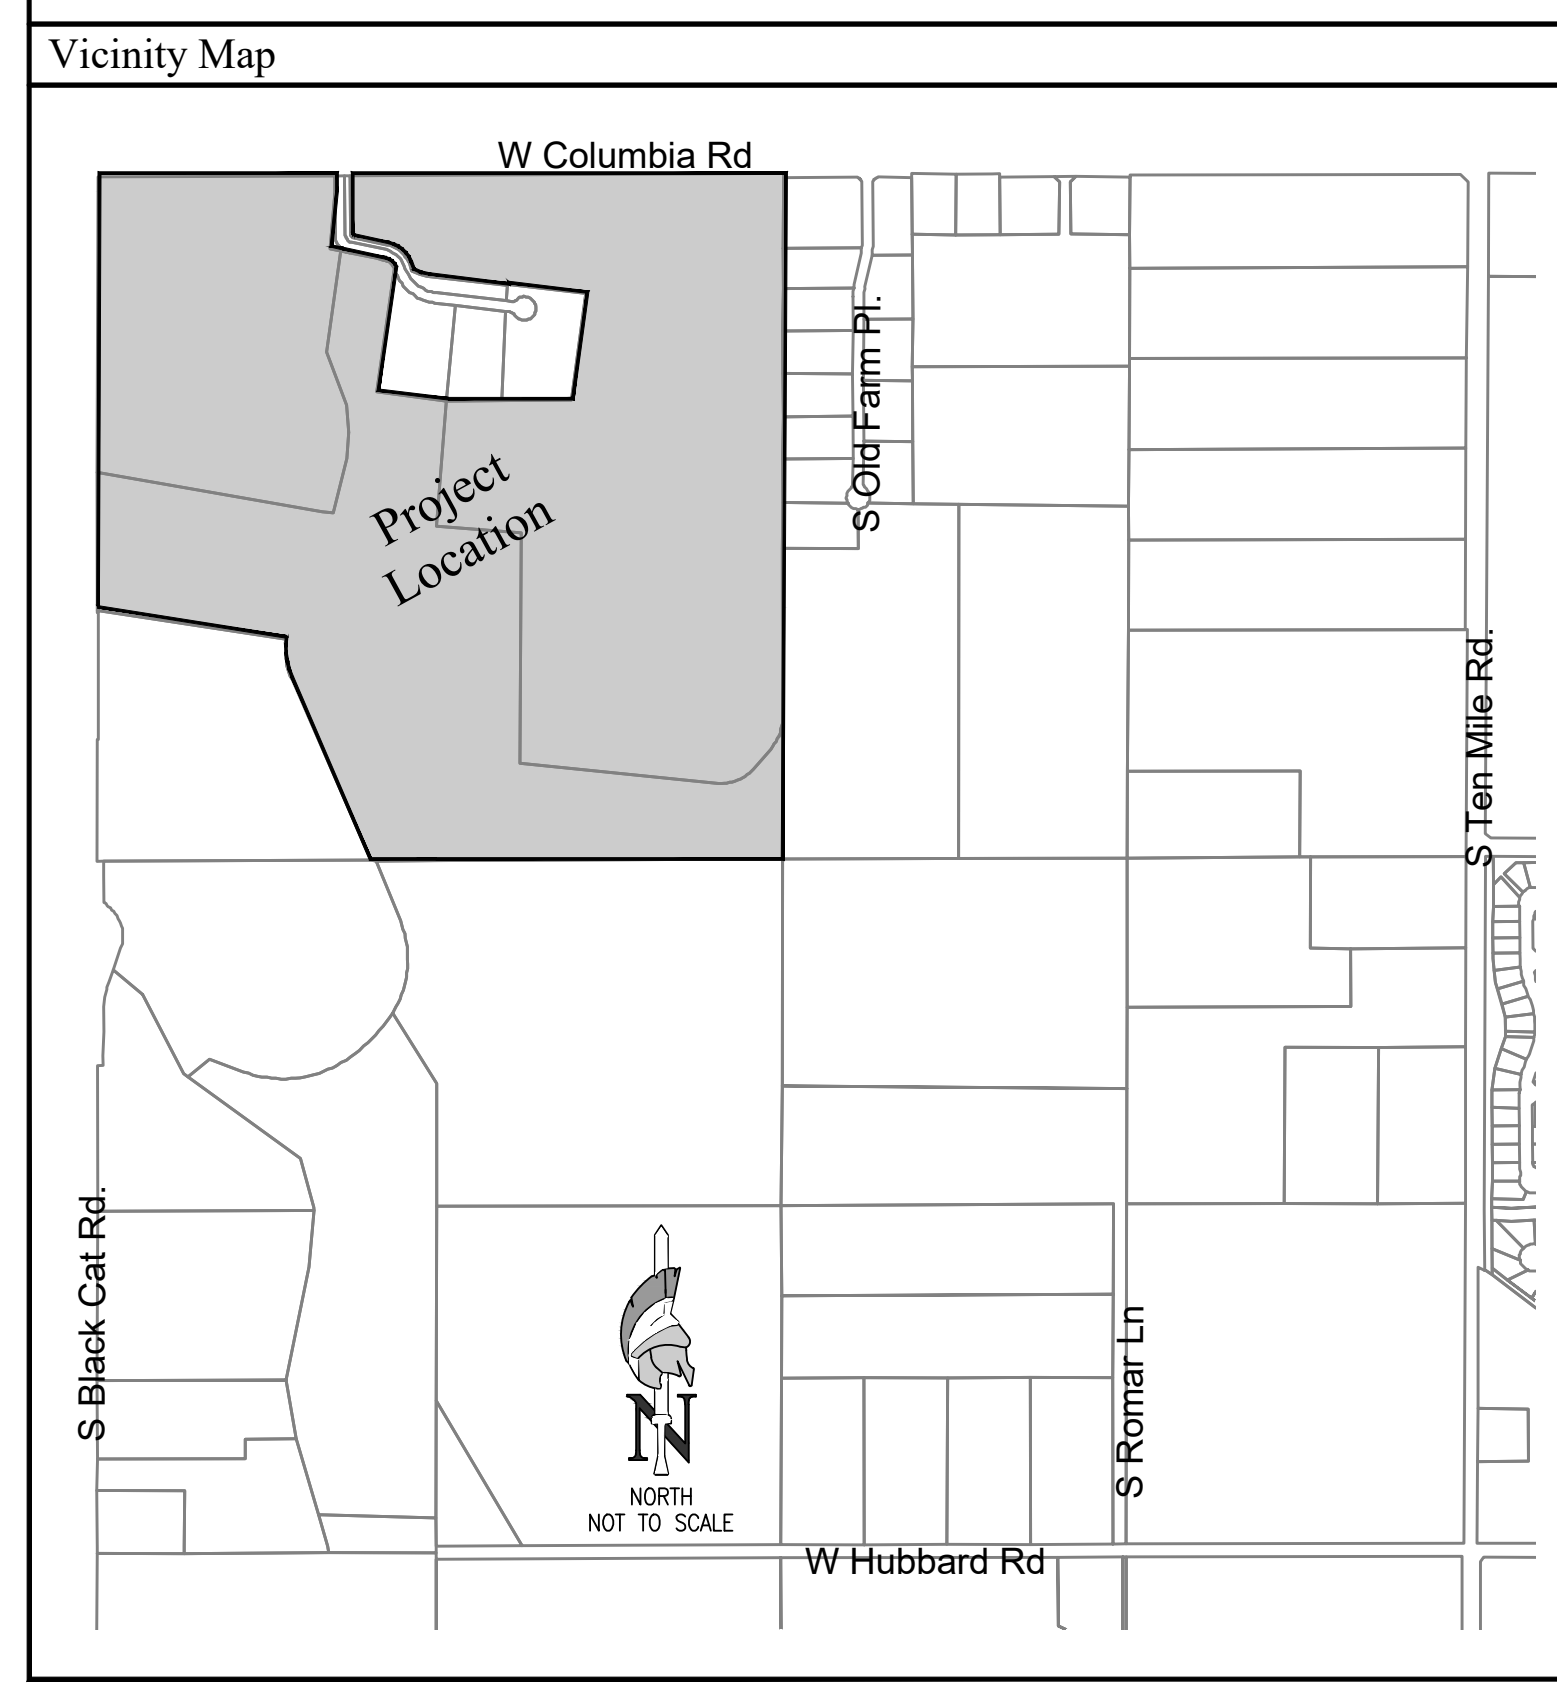 Vicinity Map
W Columbia Rd
S Old Farm Pl.
Project
Location
S Ten Mile Rd.
S Black Cat Rd.
N
NORTH
NOT TO SCALE
S Romar Ln
W Hubbard Rd